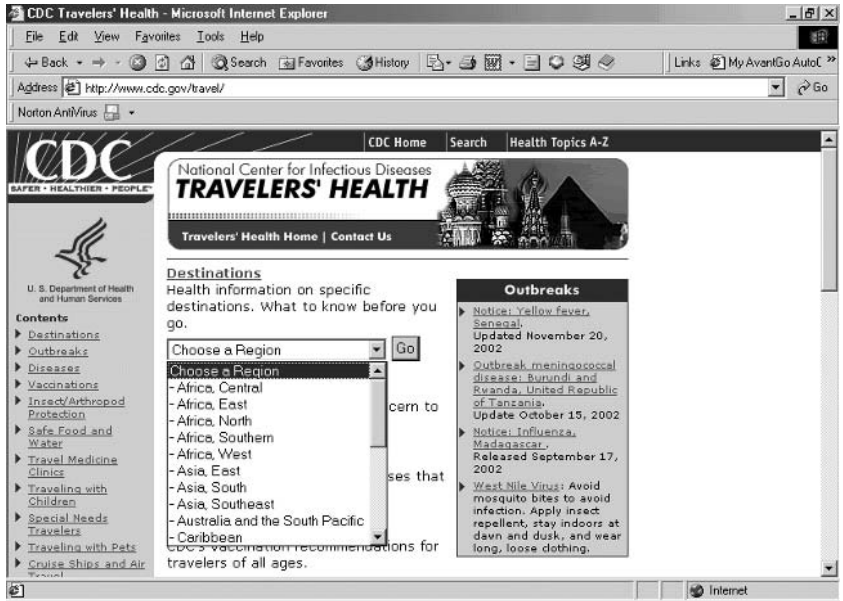 CDC Travelers' Health - Microsoft Internet Explorer
File Edit View Favorites Tools Help
Back Search Favorites History Links My AvantGo AutoC »
Address http://www.cdc.gov/travel/ Go
Norton AntiVirus
CDC Home Search Health Topics A-Z
CDC
SAFER • HEALTHIER • PEOPLE™
National Center for Infectious Diseases
TRAVELERS' HEALTH
Travelers' Health Home | Contact Us
U. S. Department of Health
and Human Services
Contents
Destinations
Outbreaks
Diseases
Vaccinations
Insect/Arthropod
Protection
Safe Food and
Water
Travel Medicine
Clinics
Traveling with
Children
Special Needs
Travelers
Traveling with Pets
Cruise Ships and Air
Travel
Destinations
Health information on specific
destinations. What to know before you
go.
Choose a Region Go
Choose a Region
- Africa, Central
- Africa, East
- Africa, North
- Africa, Southern
- Africa, West
- Asia, East
- Asia, South
- Asia, Southeast
- Australia and the South Pacific
- Caribbean
cern to
ses that
CDC's vaccination recommendations for
travelers of all ages.
Outbreaks
Notice: Yellow fever,
Senegal.
Updated November 20,
2002
Outbreak meningococcal
disease: Burundi and
Rwanda, United Republic
of Tanzania.
Update October 15, 2002
Notice: Influenza,
Madagascar.
Released September 17,
2002
West Nile Virus: Avoid
mosquito bites to avoid
infection. Apply insect
repellent, stay indoors at
dawn and dusk, and wear
long, loose clothing.
Internet